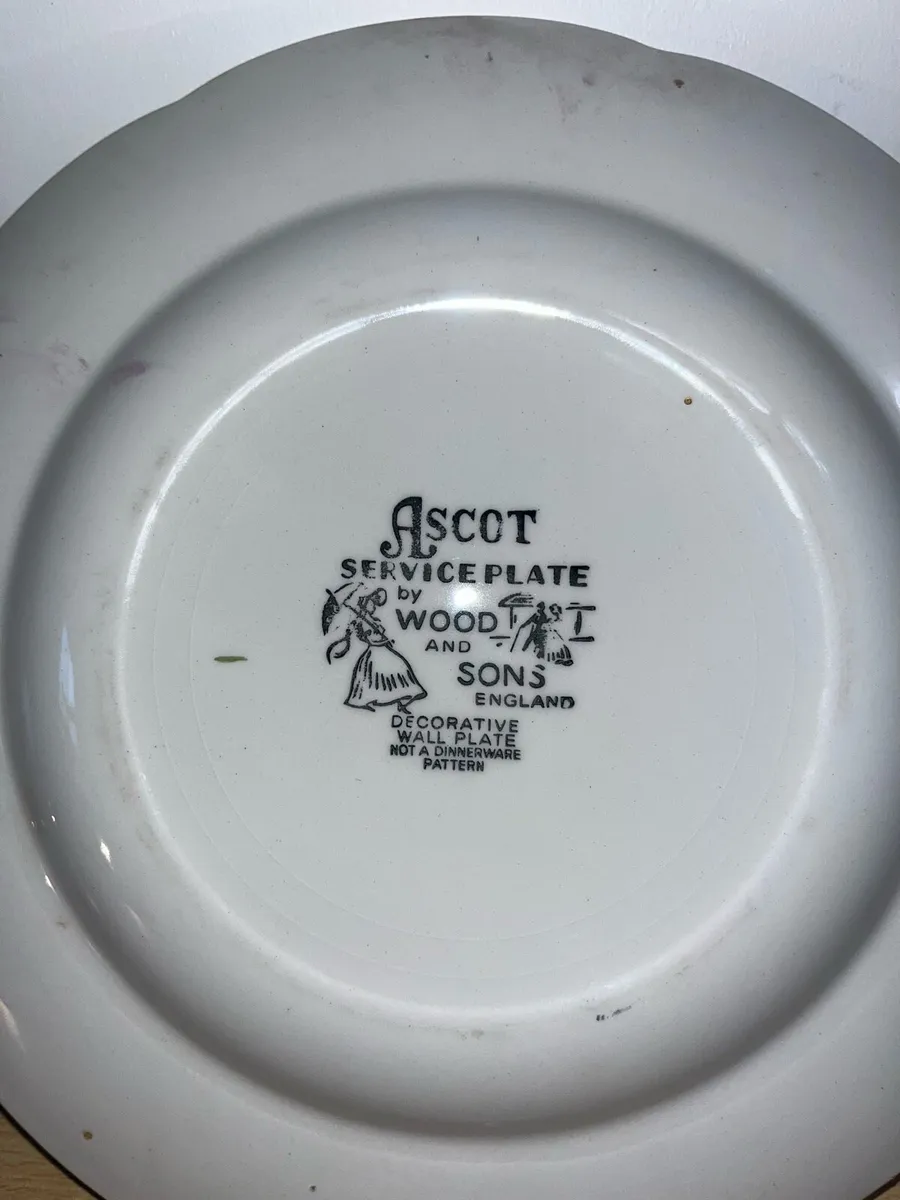 ASCOT
SERVICE PLATE
by
WOOD
AND
SONS
ENGLAND
DECORATIVE
WALL PLATE
NOT A DINNERWARE
PATTERN